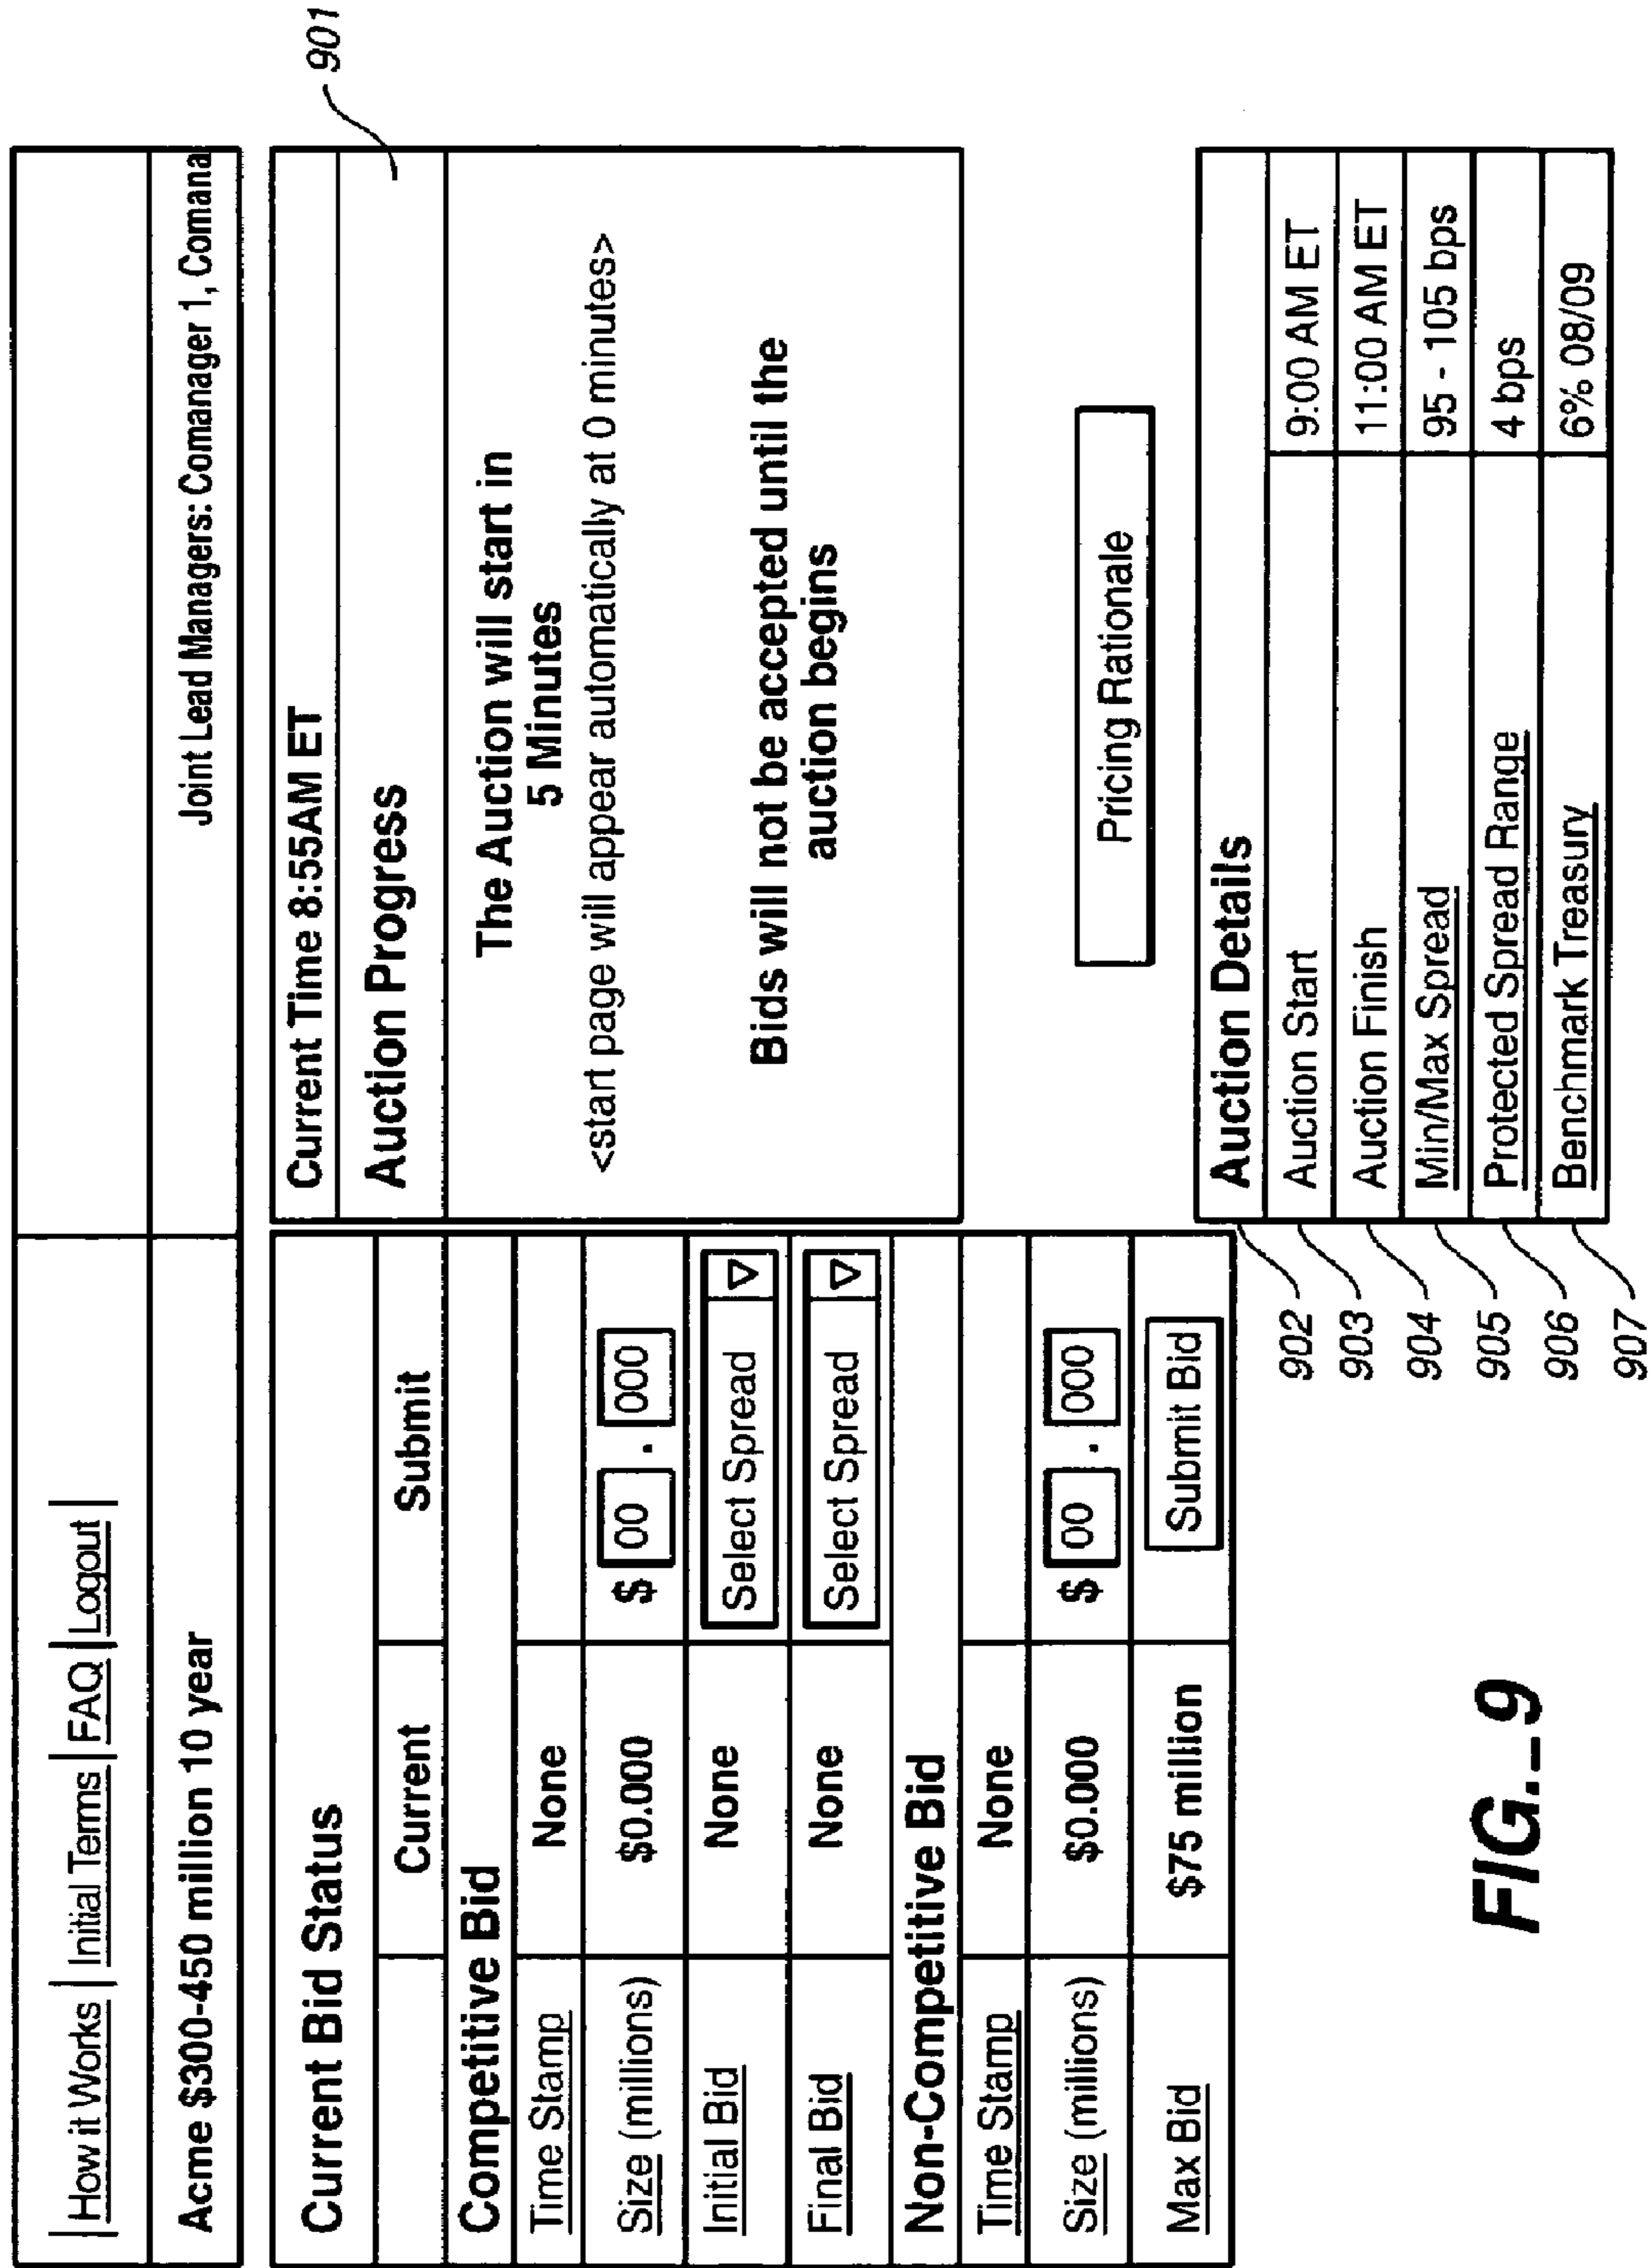 | How it Works | Initial Terms | FAQ | Logout |
Acme $300-450 million 10 year
Joint Lead Managers: Comanager 1, Comana
Current Bid Status
Current Submit
Competitive Bid
Time Stamp None
Size (millions) $0.000 $ 00 . 000
Initial Bid None Select Spread ▽
Final Bid None Select Spread ▽
Non-Competitive Bid
Time Stamp None
Size (millions) $0.000 $ 00 . 000
Max Bid $75 million Submit Bid
Current Time 8:55AM ET
Auction Progress
901
The Auction will start in
5 Minutes
<start page will appear automatically at 0 minutes>
Bids will not be accepted until the
auction begins
Pricing Rationale
902 Auction Details
903 Auction Start 9:00 AM ET
904 Auction Finish 11:00 AM ET
905 Min/Max Spread 95 - 105 bps
906 Protected Spread Range 4 bps
907 Benchmark Treasury 6% 08/09
FIG._9